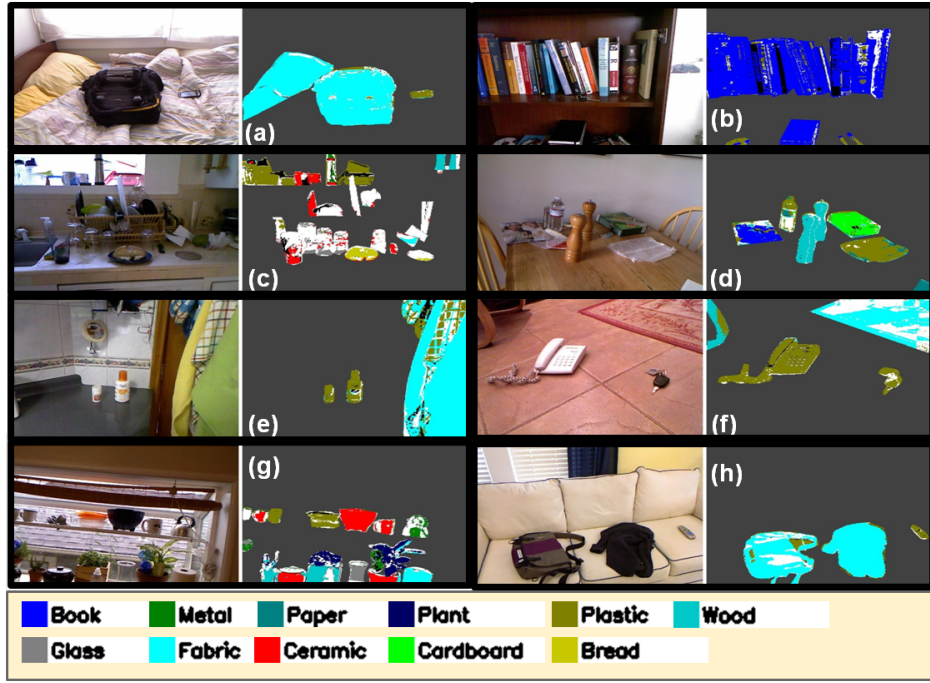 (a)
(b)
(c)
(d)
(e)
(f)
(g)
(h)
Book Metal Paper Plant Plastic Wood
Glass Fabric Ceramic Cardboard Bread